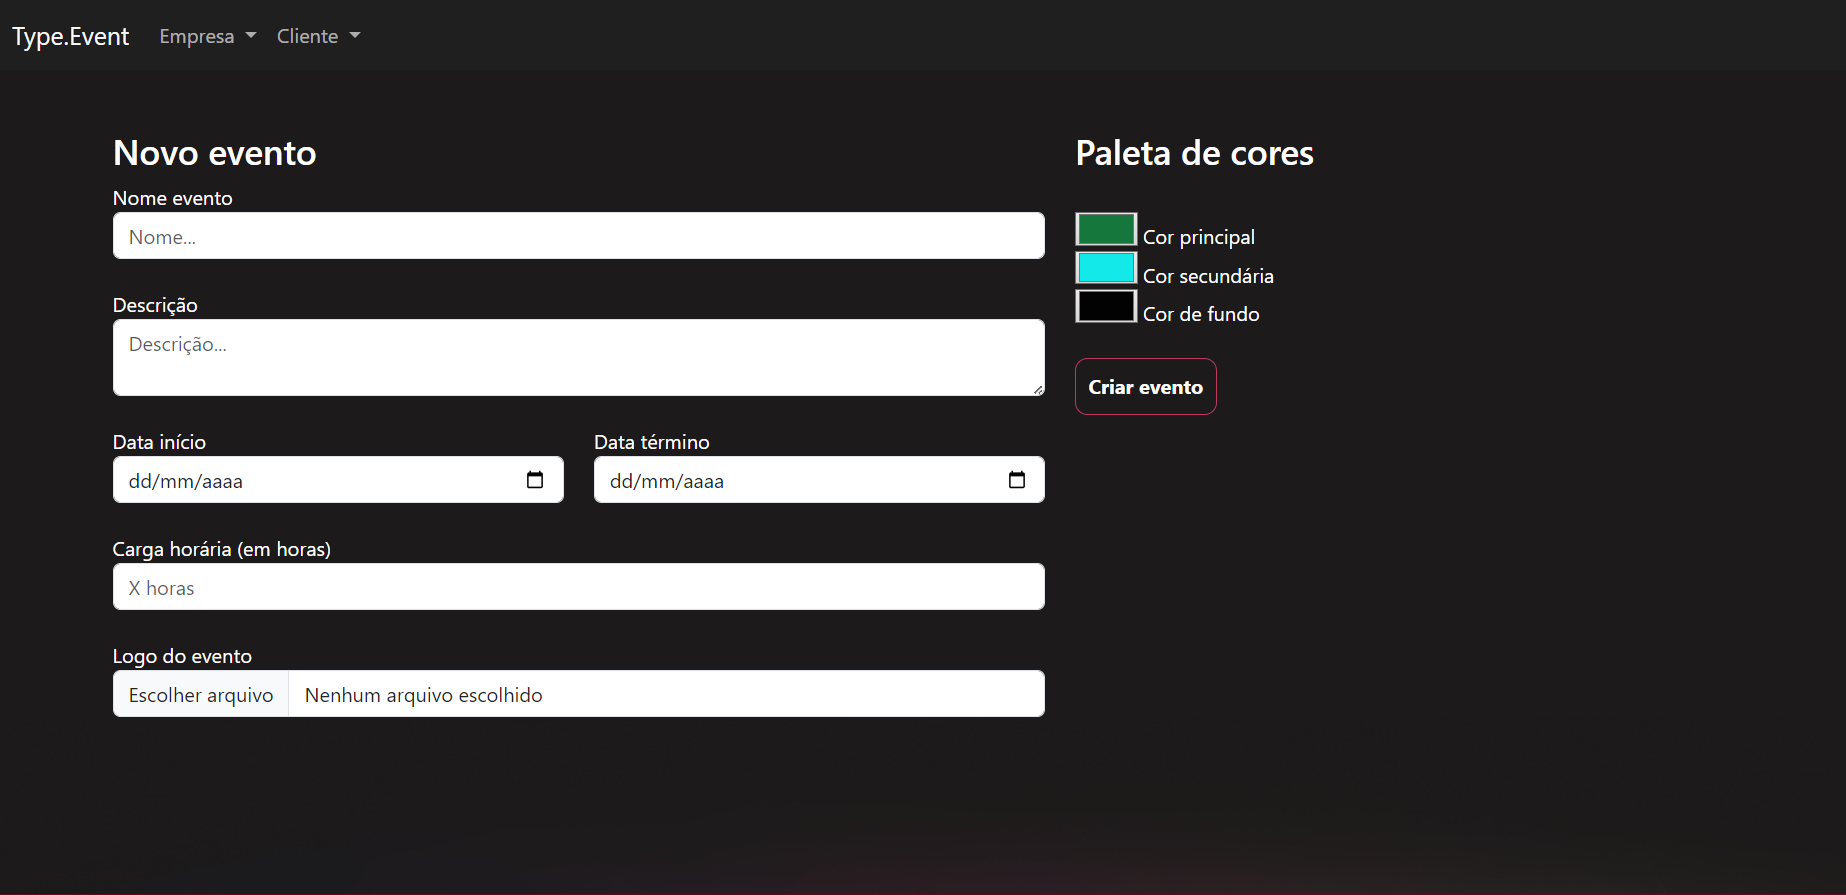 Type.Event Empresa Cliente
Novo evento
Nome evento
Nome...
Descrição
Descrição...
Data início
dd/mm/aaaa
Data término
dd/mm/aaaa
Carga horária (em horas)
X horas
Logo do evento
Escolher arquivo Nenhum arquivo escolhido
Paleta de cores
Cor principal
Cor secundária
Cor de fundo
Criar evento